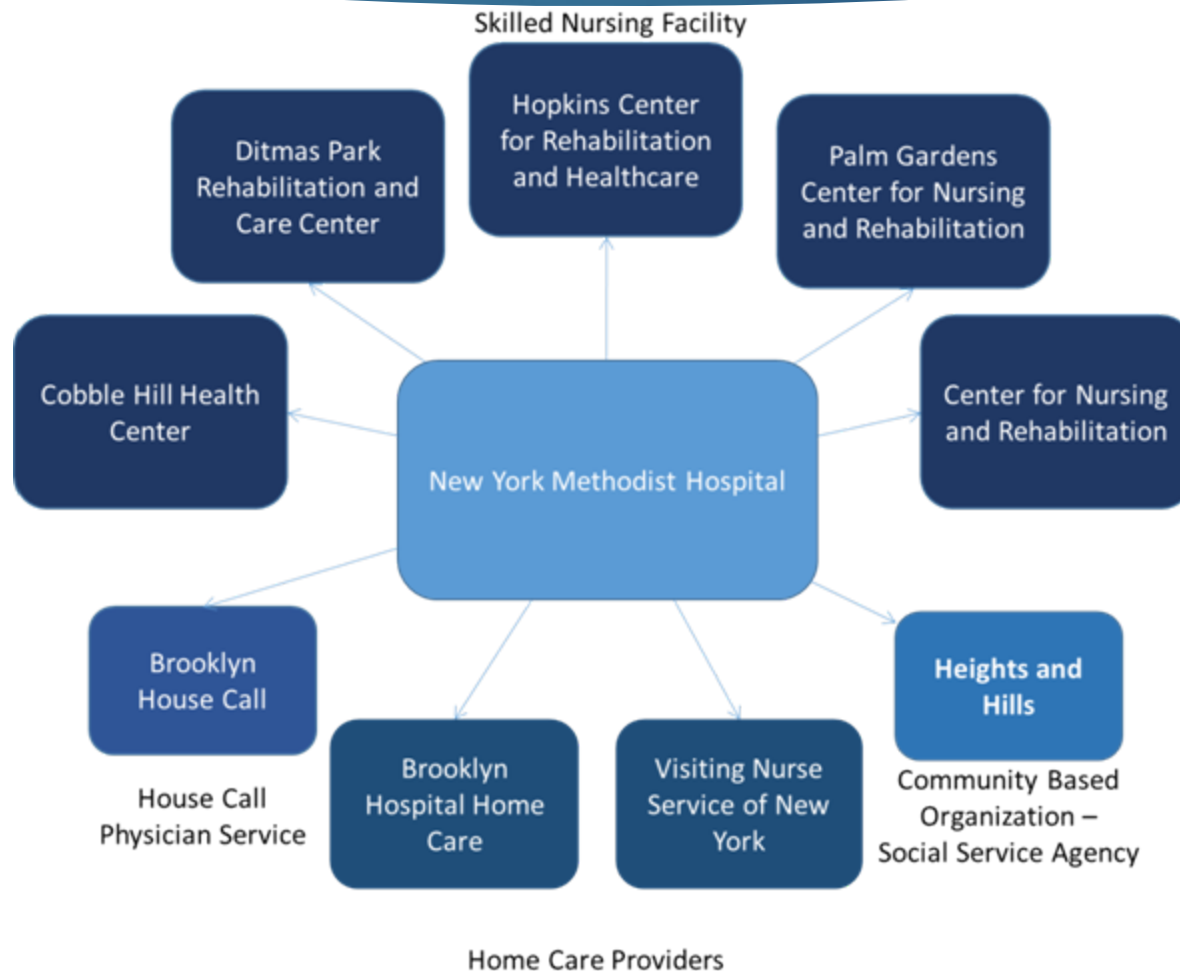 Skilled Nursing Facility
Hopkins Center
for Rehabilitation
and Healthcare
Ditmas Park
Rehabilitation and
Care Center
Palm Gardens
Center for Nursing
and Rehabilitation
Cobble Hill Health
Center
Center for Nursing
and Rehabilitation
New York Methodist Hospital
Brooklyn
House Call
House Call
Physician Service
Brooklyn
Hospital Home
Care
Visiting Nurse
Service of New
York
Heights and
Hills
Community Based
Organization –
Social Service Agency
Home Care Providers